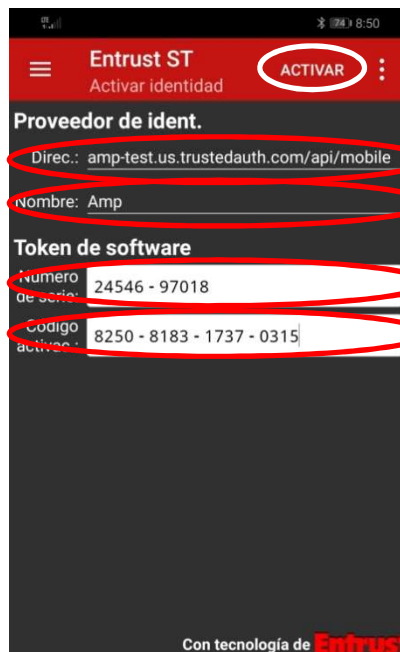 74 8:50
Entrust ST
ACTIVAR
Activar identidad
Proveedor de ident.
Direc.: amp-test.us.trustedauth.com/api/mobile
Nombre: Amp
Token de software
Número de serie: 24546 - 97018
Código activac.: 8250 - 8183 - 1737 - 0315
Con tecnología de Entrust